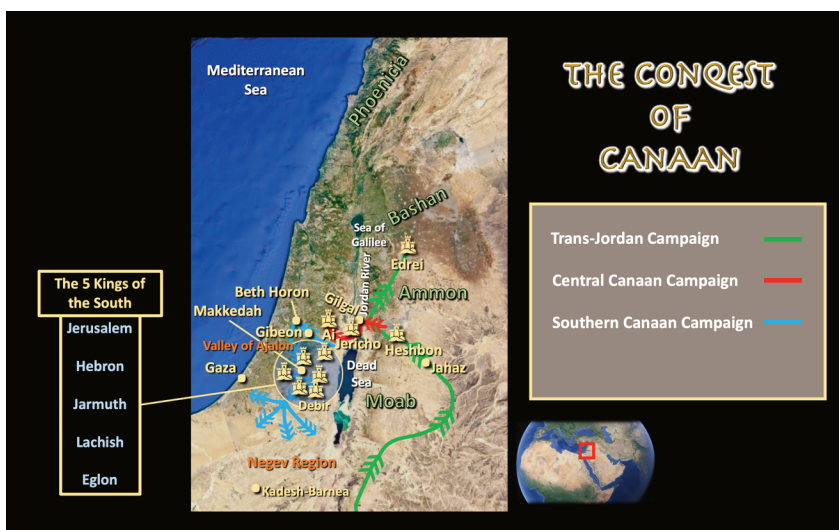 THE CONQEST
OF
CANAAN
Mediterranean
Sea
Phoenicia
Bashan
Sea of
Galilee
Edrei
Jordan River
Ammon
Gilgal
Beth Horon
Makkedah
Gibeon
Ai
Jericho
Heshbon
Valley of Ajalon
Jahaz
Gaza
Dead
Sea
Moab
Debir
Negev Region
Kadesh-Barnea
The 5 Kings of
the South
Jerusalem
Hebron
Jarmuth
Lachish
Eglon
Trans-Jordan Campaign
Central Canaan Campaign
Southern Canaan Campaign